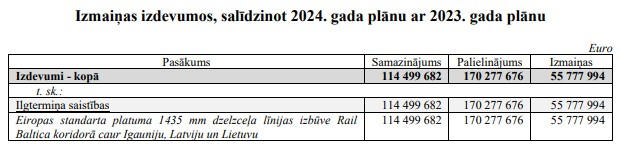 Izmaiņas izdevumos, salīdzinot 2024. gada plānu ar 2023. gada plānu
Euro
Pasākums Samazinājums Palielinājums Izmaiņas
Izdevumi - kopā 114 499 682 170 277 676 55 777 994
t. sk.:
Ilgtermiņa saistības 114 499 682 170 277 676 55 777 994
Eiropas standarta platuma 1435 mm dzelzceļa līnijas izbūve Rail 114 499 682 170 277 676 55 777 994
Baltica koridorā caur Igauniju, Latviju un Lietuvu